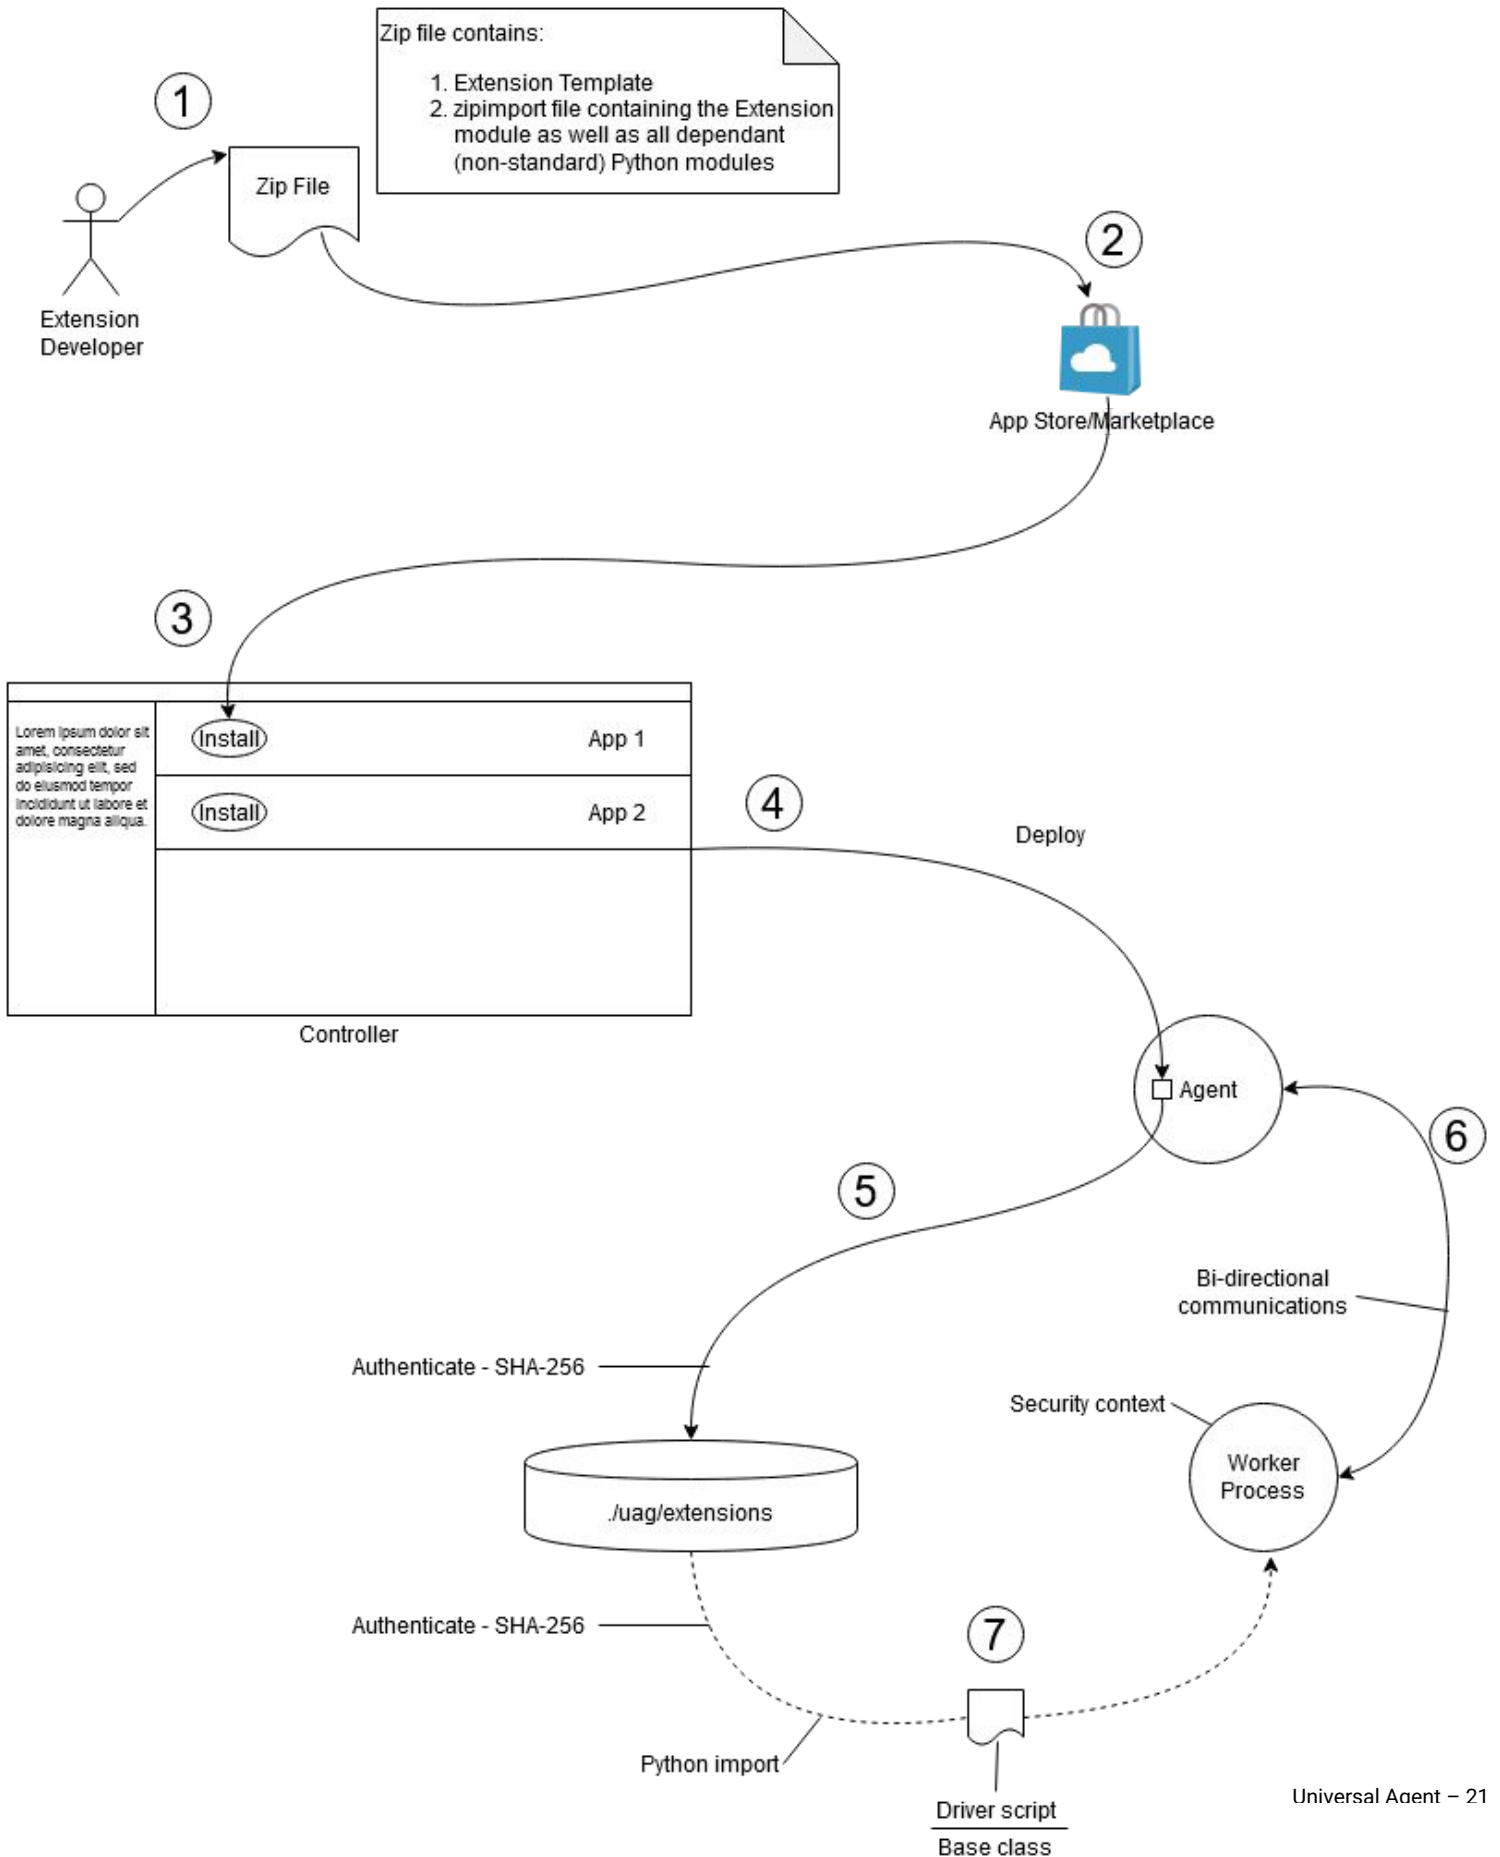 Zip file contains:
1. Extension Template
2. zipimport file containing the Extension
module as well as all dependant
(non-standard) Python modules
1
Zip File
Extension
Developer
2
App Store/Marketplace
3
Lorem ipsum dolor sit
amet, consectetur
adipisicing elit, sed
do eiusmod tempor
incididunt ut labore et
dolore magna aliqua.
Install
App 1
Install
App 2
4
Deploy
Controller
Agent
6
5
Bi-directional
communications
Authenticate - SHA-256
Security context
Worker
Process
./uag/extensions
Authenticate - SHA-256
7
Python import
Driver script
Base class
Universal Agent – 21